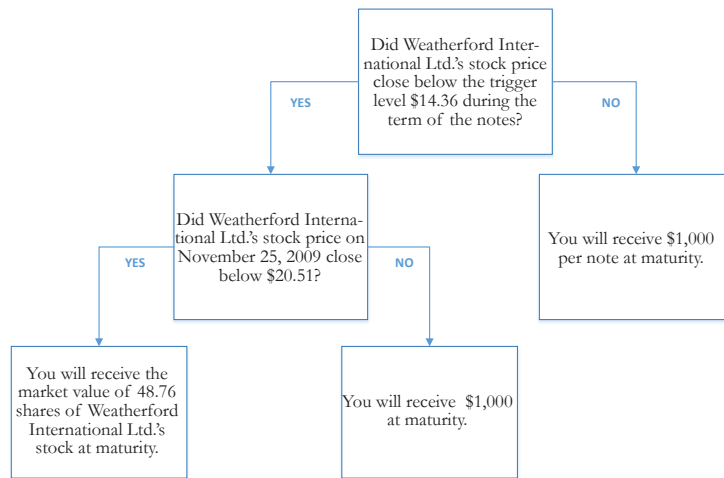 Did Weatherford Inter-
national Ltd.'s stock price
close below the trigger
level $14.36 during the
term of the notes?
YES
NO
Did Weatherford Interna-
tional Ltd.'s stock price on
November 25, 2009 close
below $20.51?
You will receive $1,000
per note at maturity.
YES
NO
You will receive the
market value of 48.76
shares of Weatherford
International Ltd.'s
stock at maturity.
You will receive $1,000
at maturity.